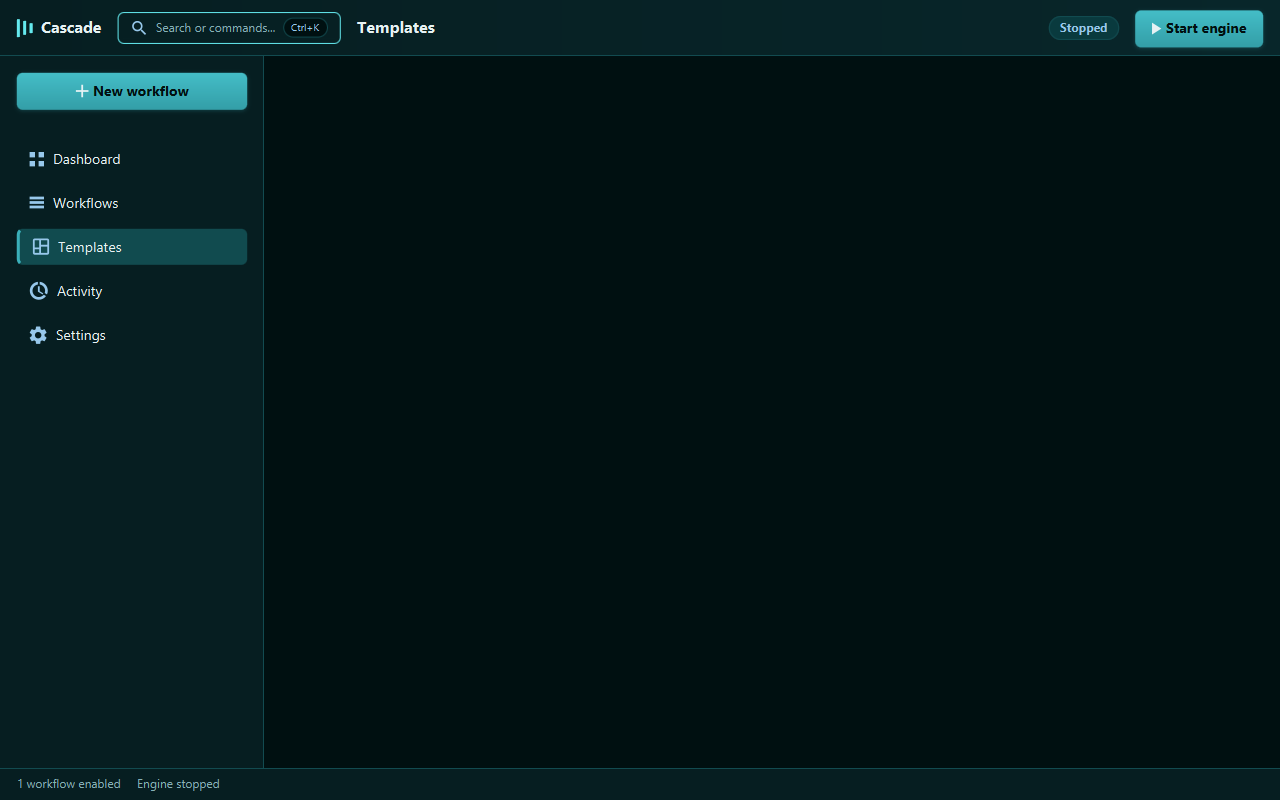 Cascade
Search or commands...
Ctrl+K
Templates
Stopped
Start engine
New workflow
Dashboard
Workflows
Templates
Activity
Settings
1 workflow enabled
Engine stopped